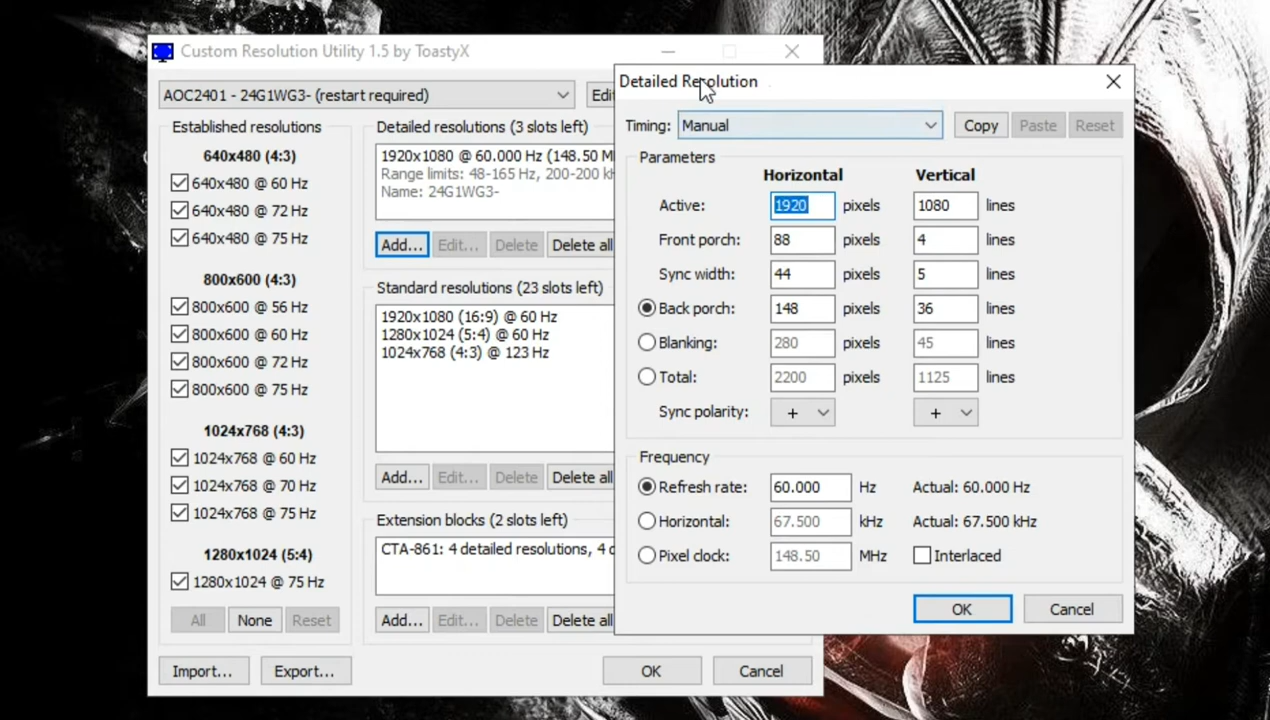 Custom Resolution Utility 1.5 by ToastyX
AOC2401 - 24G1WG3- (restart required)
Edi
Established resolutions
640x480 (4:3)
640x480 @ 60 Hz
640x480 @ 72 Hz
640x480 @ 75 Hz
800x600 (4:3)
800x600 @ 56 Hz
800x600 @ 60 Hz
800x600 @ 72 Hz
800x600 @ 75 Hz
1024x768 (4:3)
1024x768 @ 60 Hz
1024x768 @ 70 Hz
1024x768 @ 75 Hz
1280x1024 (5:4)
1280x1024 @ 75 Hz
All None Reset
Import... Export...
Detailed resolutions (3 slots left)
1920x1080 @ 60.000 Hz (148.50 M
Range limits: 48-165 Hz, 200-200 k
Name: 24G1WG3-
Add... Edit... Delete Delete all
Standard resolutions (23 slots left)
1920x1080 (16:9) @ 60 Hz
1280x1024 (5:4) @ 60 Hz
1024x768 (4:3) @ 123 Hz
Add... Edit... Delete Delete all
Extension blocks (2 slots left)
CTA-861: 4 detailed resolutions, 4 d
Add... Edit... Delete Delete all
OK Cancel
Detailed Resolution
Timing: Manual Copy Paste Reset
Parameters
Horizontal Vertical
Active: 1920 pixels 1080 lines
Front porch: 88 pixels 4 lines
Sync width: 44 pixels 5 lines
Back porch: 148 pixels 36 lines
Blanking: 280 pixels 45 lines
Total: 2200 pixels 1125 lines
Sync polarity: + +
Frequency
Refresh rate: 60.000 Hz Actual: 60.000 Hz
Horizontal: 67.500 kHz Actual: 67.500 kHz
Pixel clock: 148.50 MHz Interlaced
OK Cancel